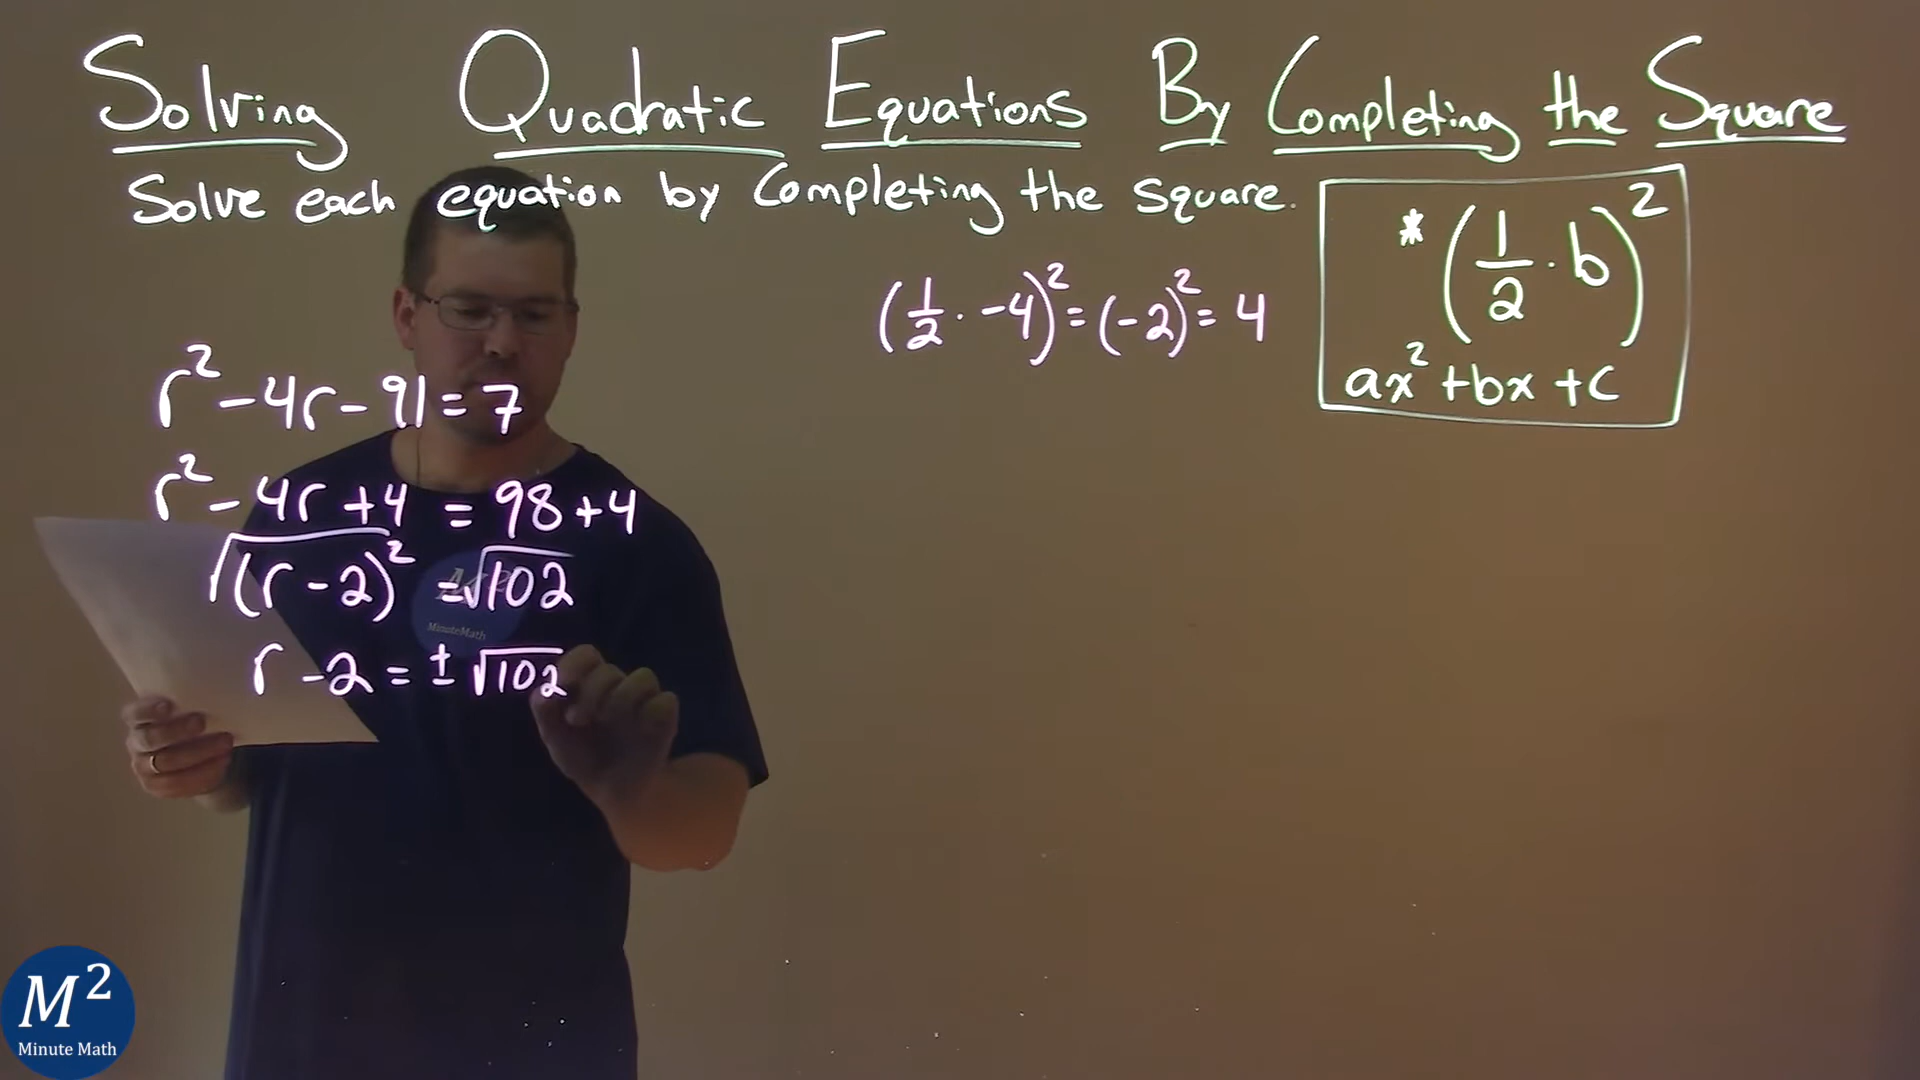 Solving Quadratic Equations By Completing the Square
Solve each equation by Completing the square.
* (1/2 · b)²
ax² + bx + c
(1/2 · -4)² = (-2)² = 4
r² - 4r - 91 = 7
r² - 4r + 4 = 98 + 4
√(r - 2)² = √102
r - 2 = ± √102
M²
MinuteMath
M²
Minute Math